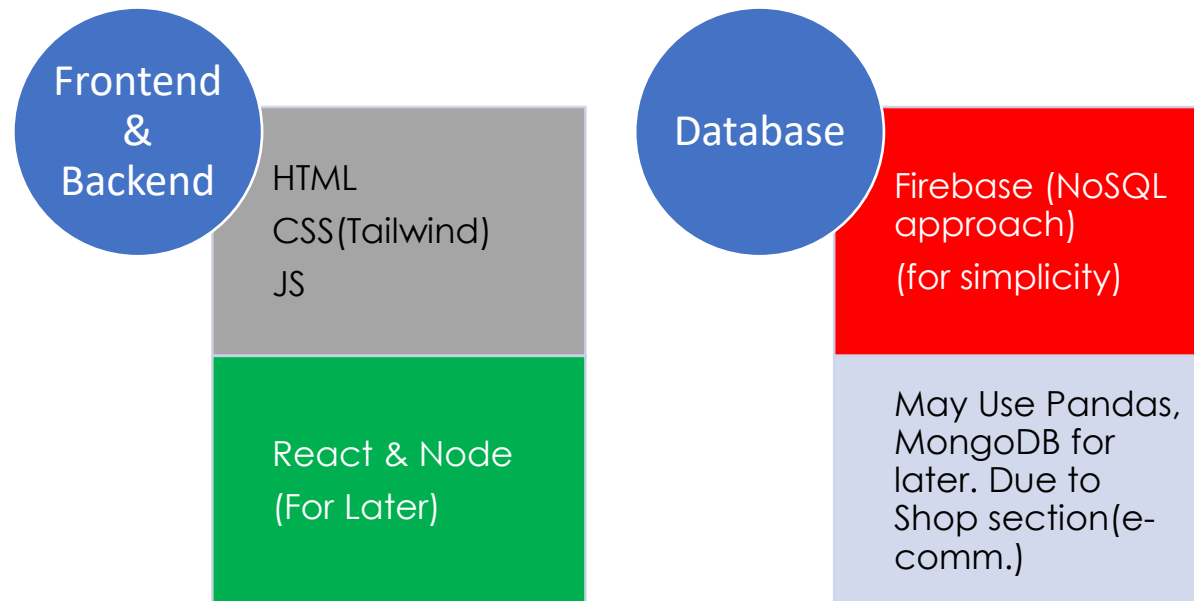 Frontend
&
Backend
HTML
CSS(Tailwind)
JS
React & Node
(For Later)
Database
Firebase (NoSQL
approach)
(for simplicity)
May Use Pandas,
MongoDB for
later. Due to
Shop section(e-
comm.)